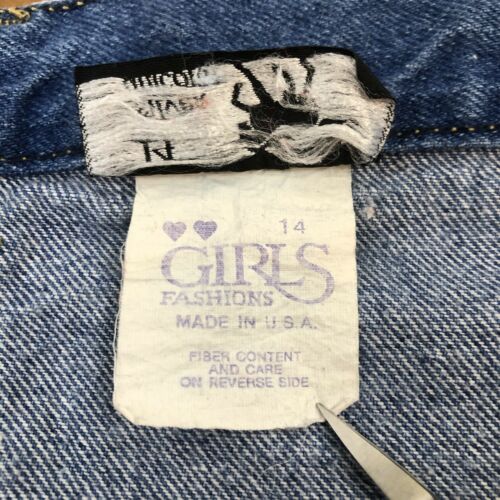 14
GIRLS
FASHIONS
MADE IN U.S.A.
FIBER CONTENT
AND CARE
ON REVERSE SIDE